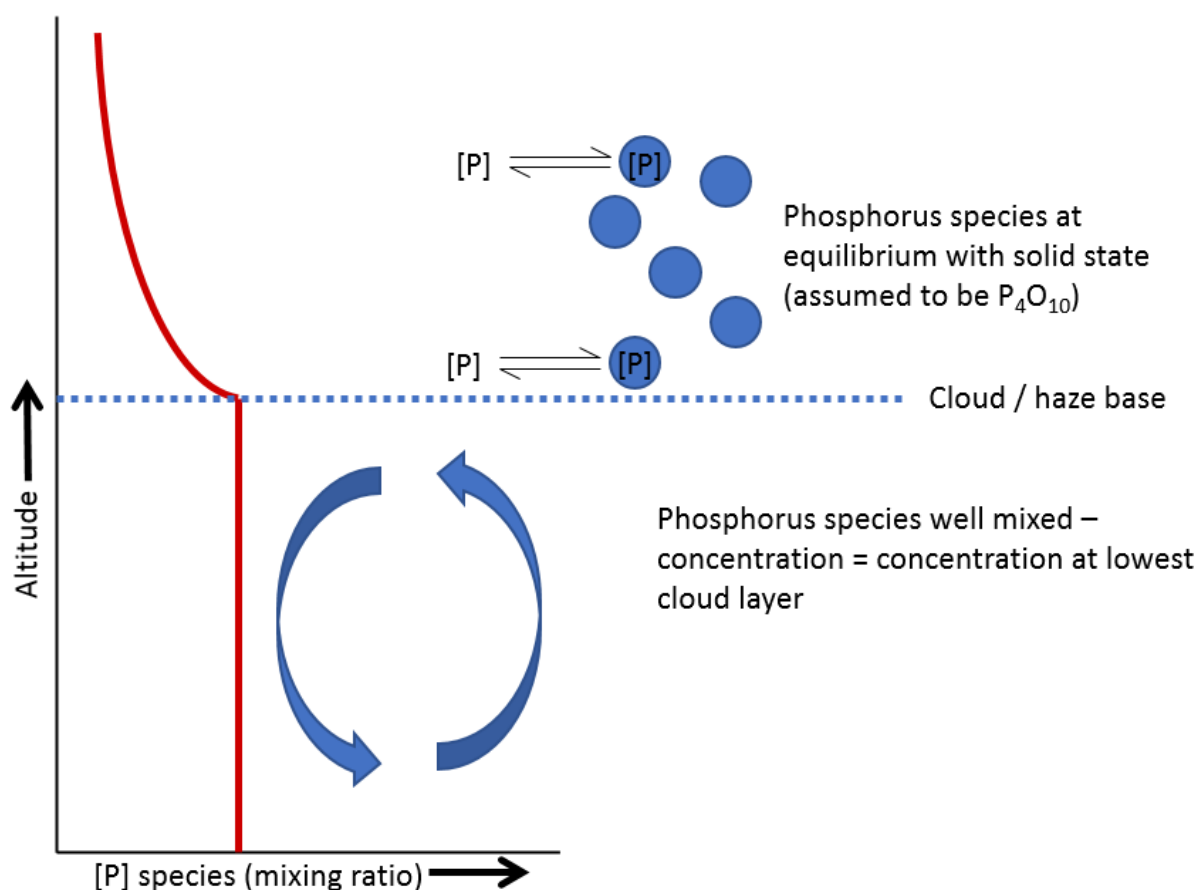 [P]
[P]
Phosphorus species at
equilibrium with solid state
(assumed to be P₄O₁₀)
[P]
[P]
Cloud / haze base
Phosphorus species well mixed –
concentration = concentration at lowest
cloud layer
Altitude
[P] species (mixing ratio)